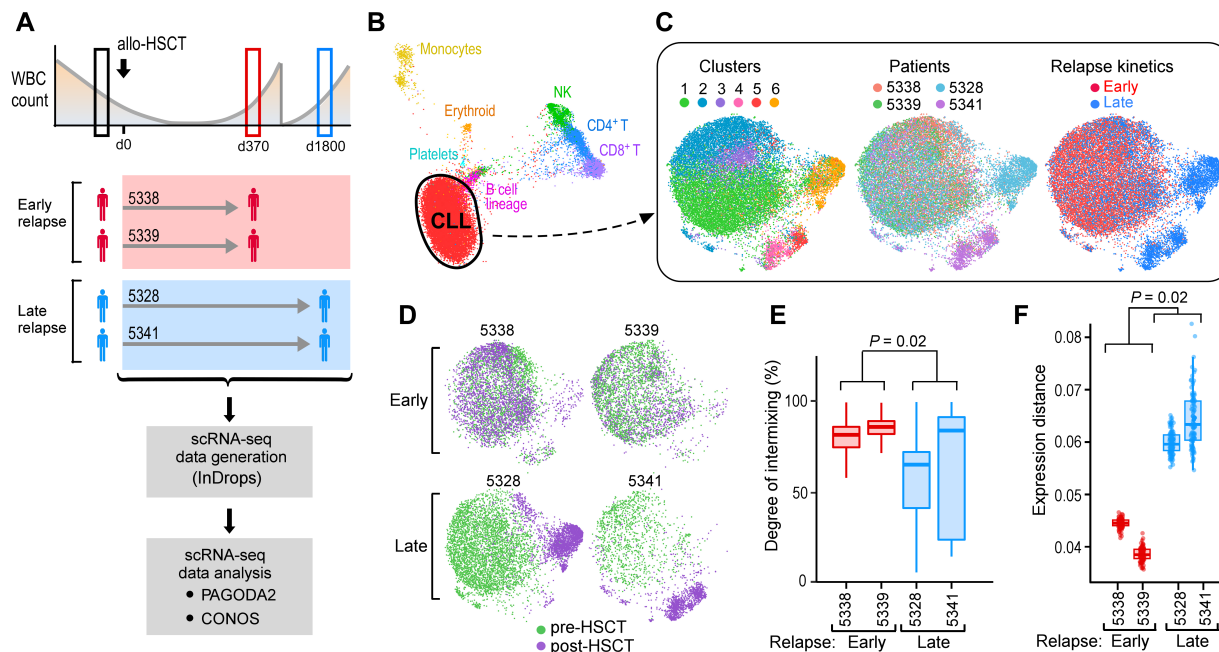 A
allo-HSCT
WBC
count
d0
d370
d1800
Early
relapse
5338
5339
Late
relapse
5328
5341
scRNA-seq
data generation
(InDrops)
scRNA-seq
data analysis
● PAGODA2
● CONOS
B
Monocytes
NK
Erythroid
CD4⁺ T
CD8⁺ T
Platelets
B cell
lineage
CLL
C
Clusters
1 2 3 4 5 6
Patients
5338 5328
5339 5341
Relapse kinetics
Early
Late
D
5338 5339
Early
5328 5341
Late
pre-HSCT
post-HSCT
E
P = 0.02
Degree of intermixing (%)
100
50
0
5338 5339 5328 5341
Relapse: Early Late
F
P = 0.02
Expression distance
0.08
0.07
0.06
0.05
0.04
5338 5339 5328 5341
Relapse: Early Late